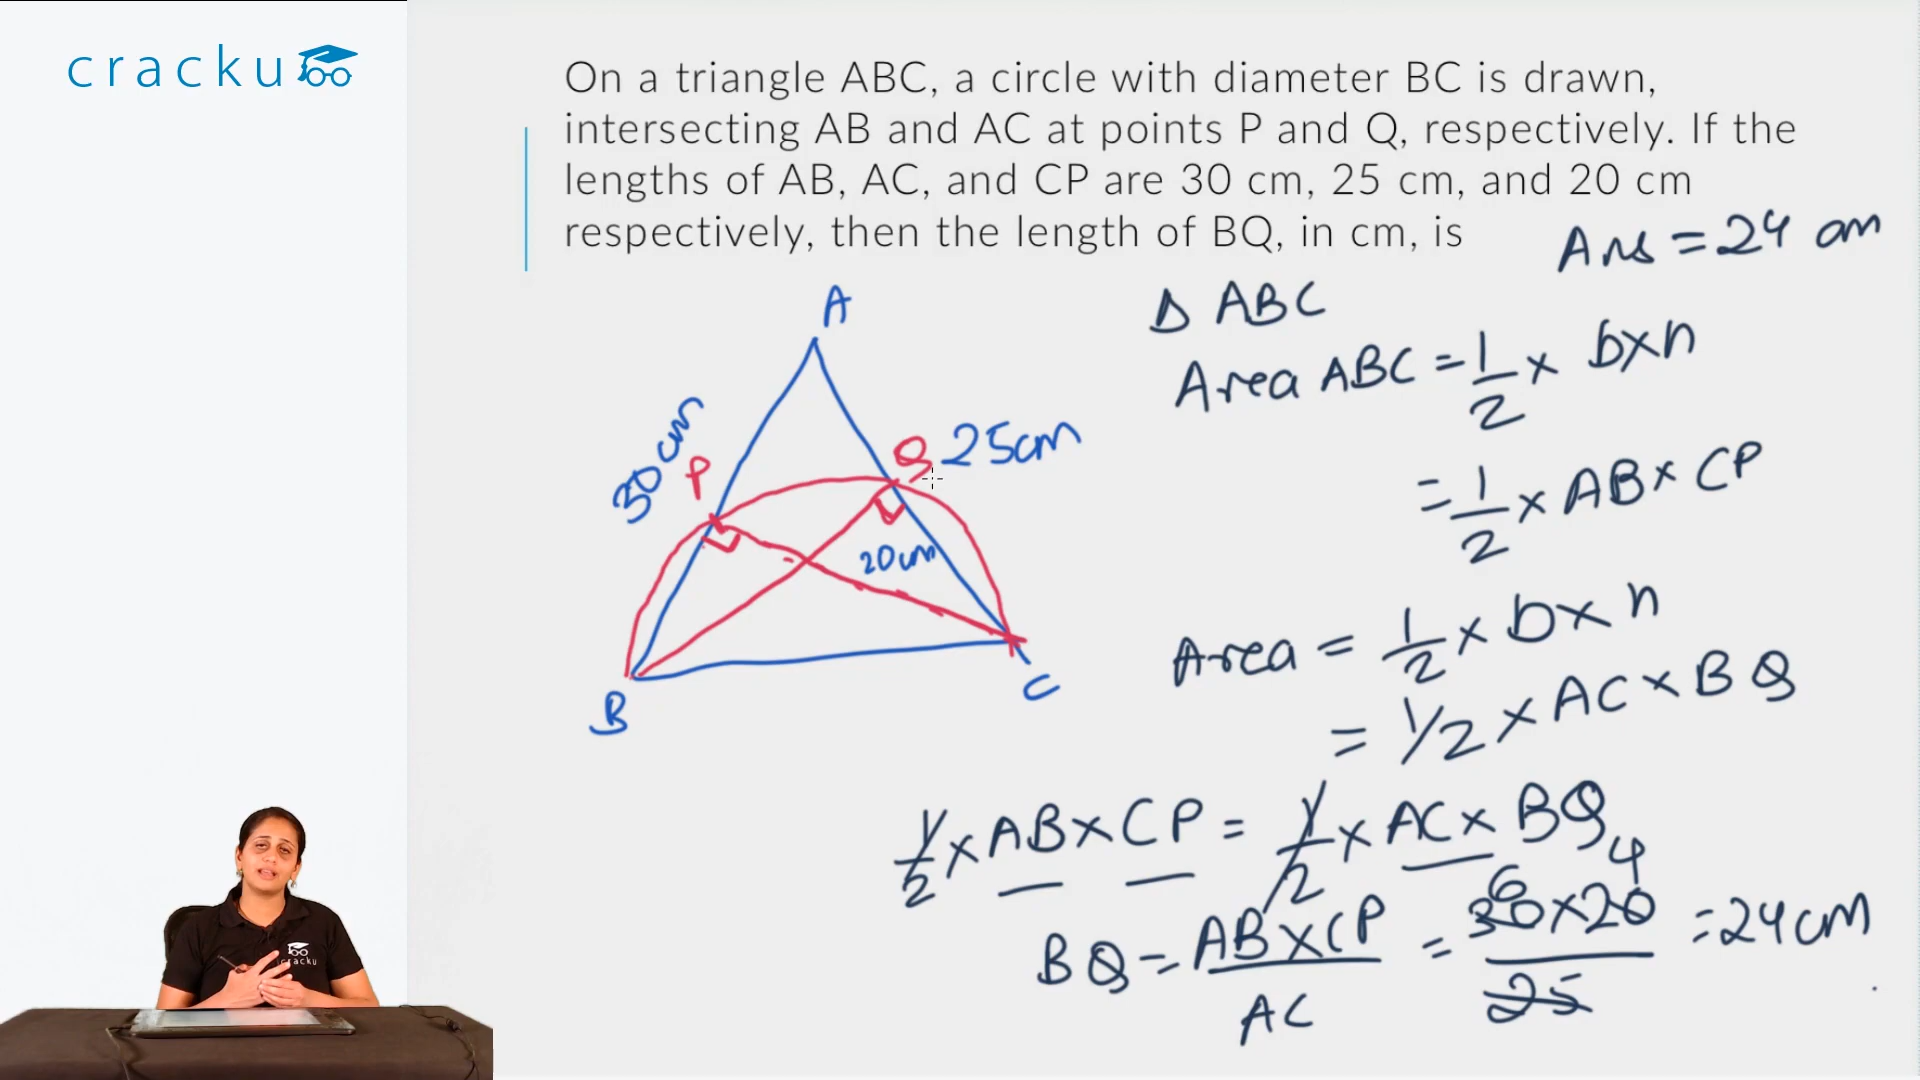 cracku
On a triangle ABC, a circle with diameter BC is drawn,
intersecting AB and AC at points P and Q, respectively. If the
lengths of AB, AC, and CP are 30 cm, 25 cm, and 20 cm
respectively, then the length of BQ, in cm, is
Ans = 24 cm
A
30 cm
P
Q
25cm
20cm
B
C
Δ ABC
Area ABC = 1/2 × b×h
= 1/2 × AB × CP
Area = 1/2 × b × h
= 1/2 × AC × BQ
1/2 × AB × CP = 1/2 × AC × BQ
BQ = AB × CP / AC = 30 × 20 / 25 = 24 cm
6
4
cracku